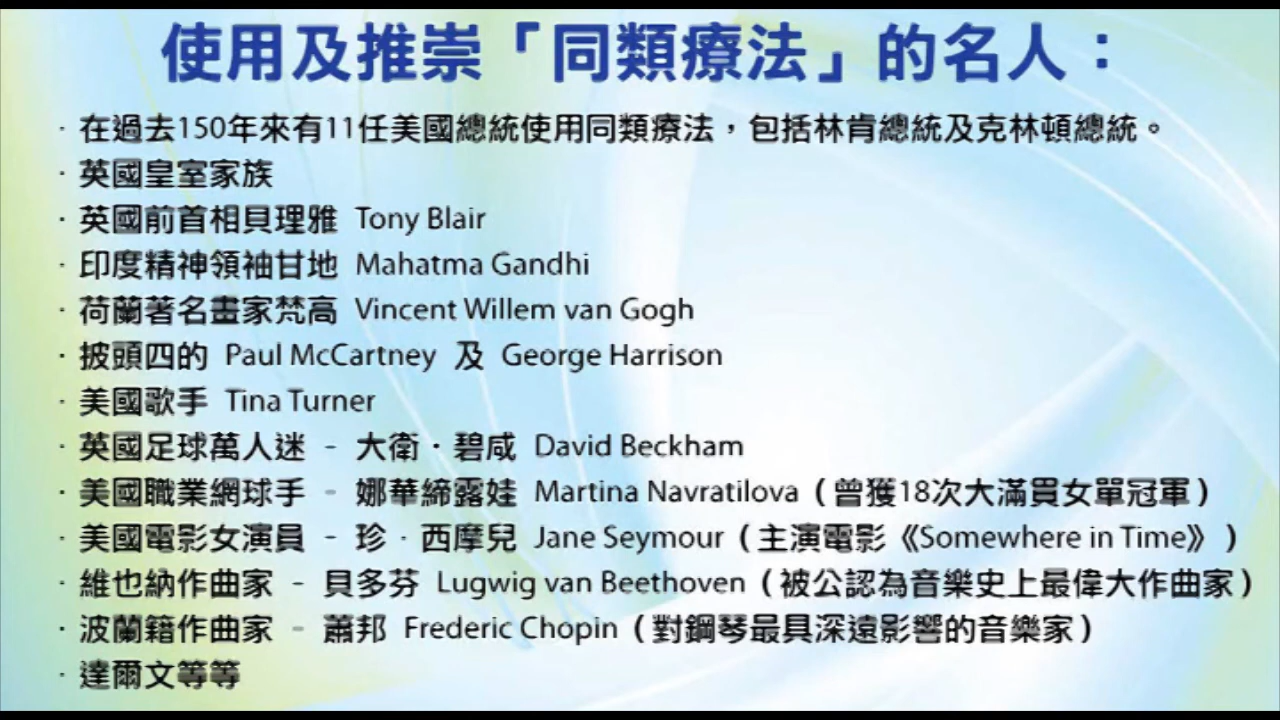 使用及推崇「同類療法」的名人：
· 在過去150年來有11任美國總統使用同類療法，包括林肯總統及克林頓總統。
· 英國皇室家族
· 英國前首相貝理雅 Tony Blair
· 印度精神領袖甘地 Mahatma Gandhi
· 荷蘭著名畫家梵高 Vincent Willem van Gogh
· 披頭四的 Paul McCartney 及 George Harrison
· 美國歌手 Tina Turner
· 英國足球萬人迷 - 大衛·碧咸 David Beckham
· 美國職業網球手 - 娜華締露娃 Martina Navratilova（曾獲18次大滿貫女單冠軍）
· 美國電影女演員 - 珍·西摩兒 Jane Seymour（主演電影《Somewhere in Time》）
· 維也納作曲家 - 貝多芬 Lugwig van Beethoven（被公認為音樂史上最偉大作曲家）
· 波蘭籍作曲家 - 蕭邦 Frederic Chopin（對鋼琴最具深遠影響的音樂家）
· 達爾文等等